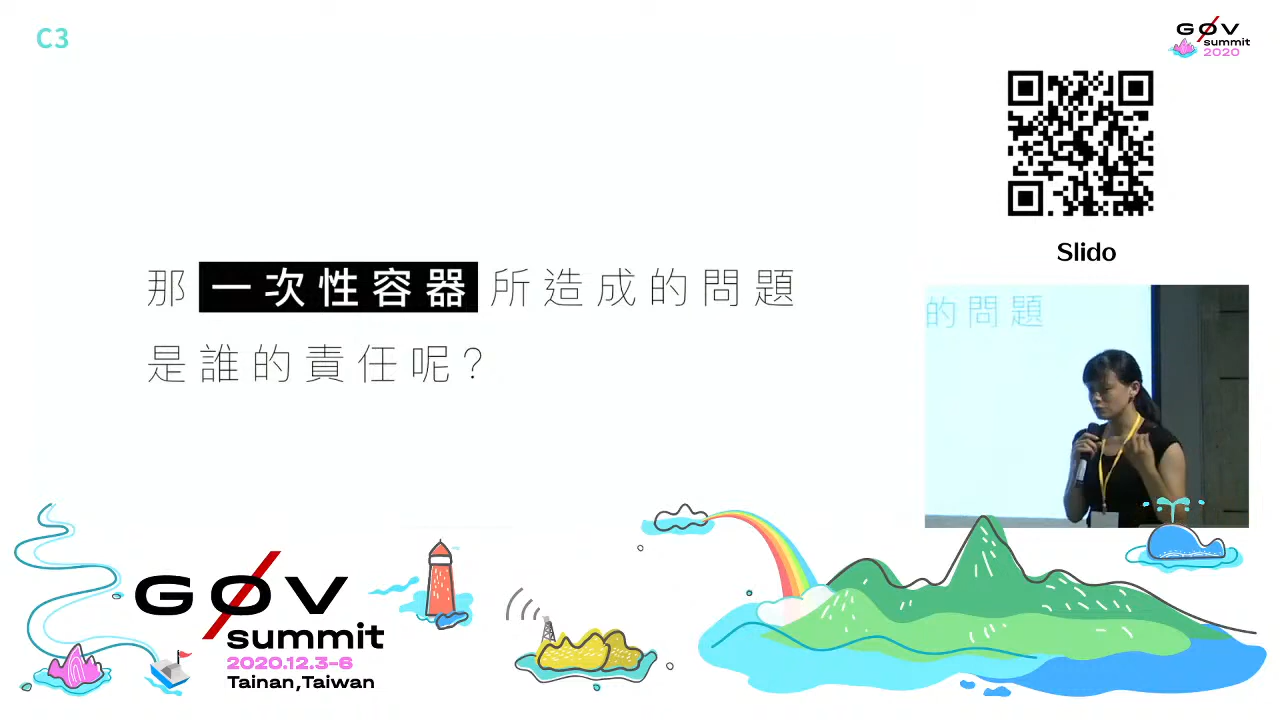 C3
GØV
summit
2020
Slido
那一次性容器所造成的問題
是誰的責任呢?
的問題
GØV
summit
2020.12.3-6
Tainan,Taiwan